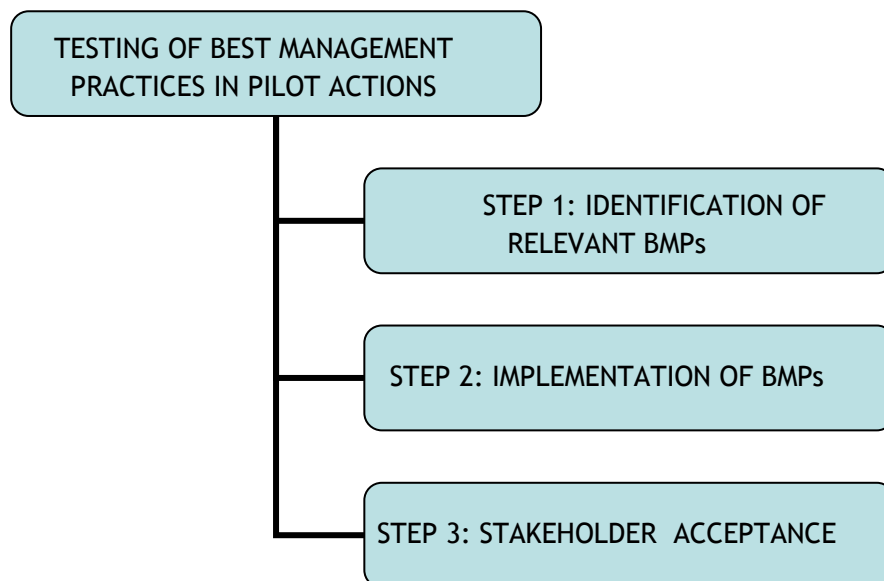 TESTING OF BEST MANAGEMENT
PRACTICES IN PILOT ACTIONS
STEP 1: IDENTIFICATION OF
RELEVANT BMPs
STEP 2: IMPLEMENTATION OF BMPs
STEP 3: STAKEHOLDER ACCEPTANCE